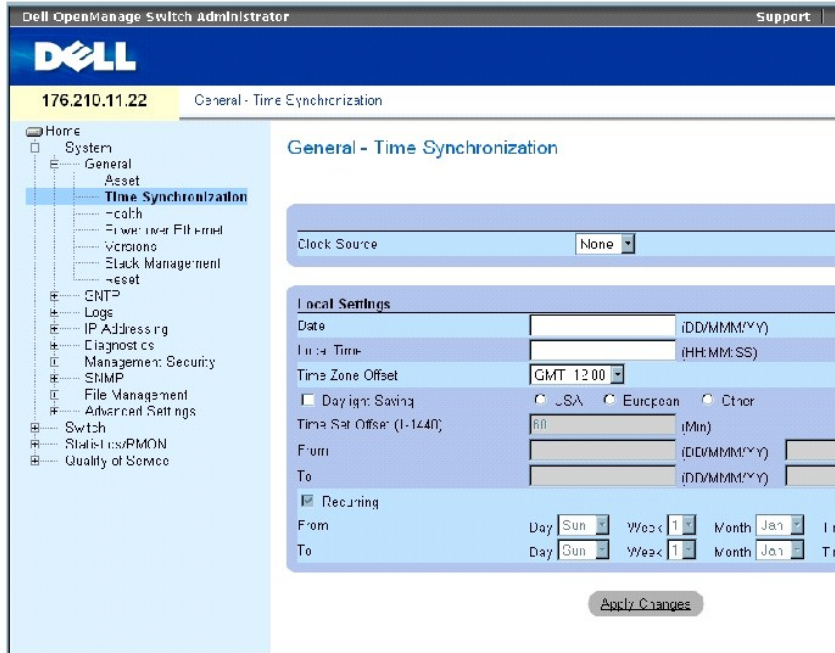 Dell OpenManage Switch Administrator
Support
DELL
176.210.11.22
General - Time Synchronization
Home
System
General
Asset
Time Synchronization
Health
Power over Ethernet
Versions
Stack Management
Reset
SNTP
Logs
IP Addressing
Diagnostics
Management Security
SNMP
File Management
Advanced Settings
Switch
Statistics/RMON
Quality of Service
General - Time Synchronization
Clock Source None
Local Settings
Date (DD/MMM/YY)
Local Time (HH:MM:SS)
Time Zone Offset GMT 12:00
Daylight Saving USA European Other
Time Set Offset (1-1440) 60 (Min)
From (DD/MMM/YY)
To (DD/MMM/YY)
Recurring
From Day Sun Week 1 Month Jan
To Day Sun Week 1 Month Jan
Apply Changes